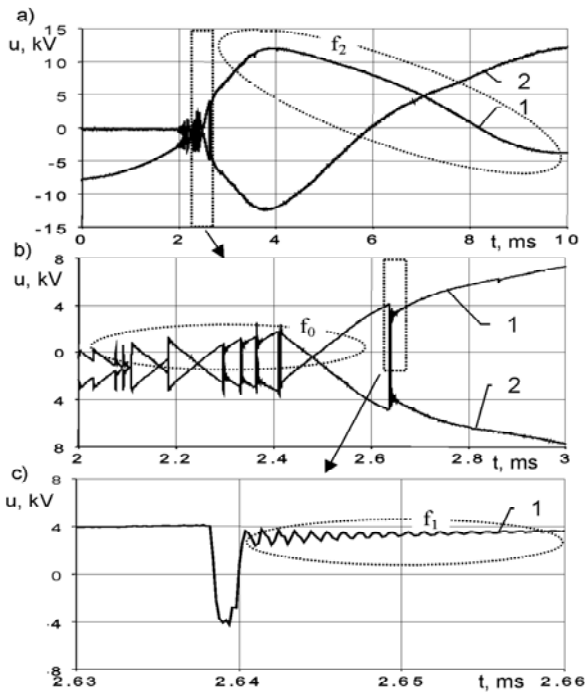 a)
u, kV
15
10
5
0
-5
-10
-15
f₂
2
1
0 2 4 6 8 10
t, ms
b)
u, kV
8
4
0
4
8
f₀
1
2
2 2.2 2.4 2.6 2.8 3
t, ms
c)
u, kV
8
4
0
-4
-8
f₁
1
2.63 2.64 2.65 2.66
t, ms